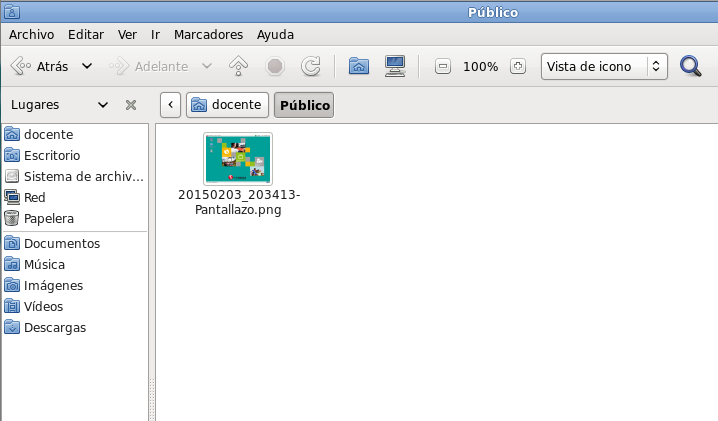 Público
Archivo Editar Ver Ir Marcadores Ayuda
Atrás Adelante 100% Vista de icono
Lugares docente Público
docente
Escritorio
Sistema de archiv...
Red
Papelera
Documentos
Música
Imágenes
Vídeos
Descargas
20150203_203413-
Pantallazo.png